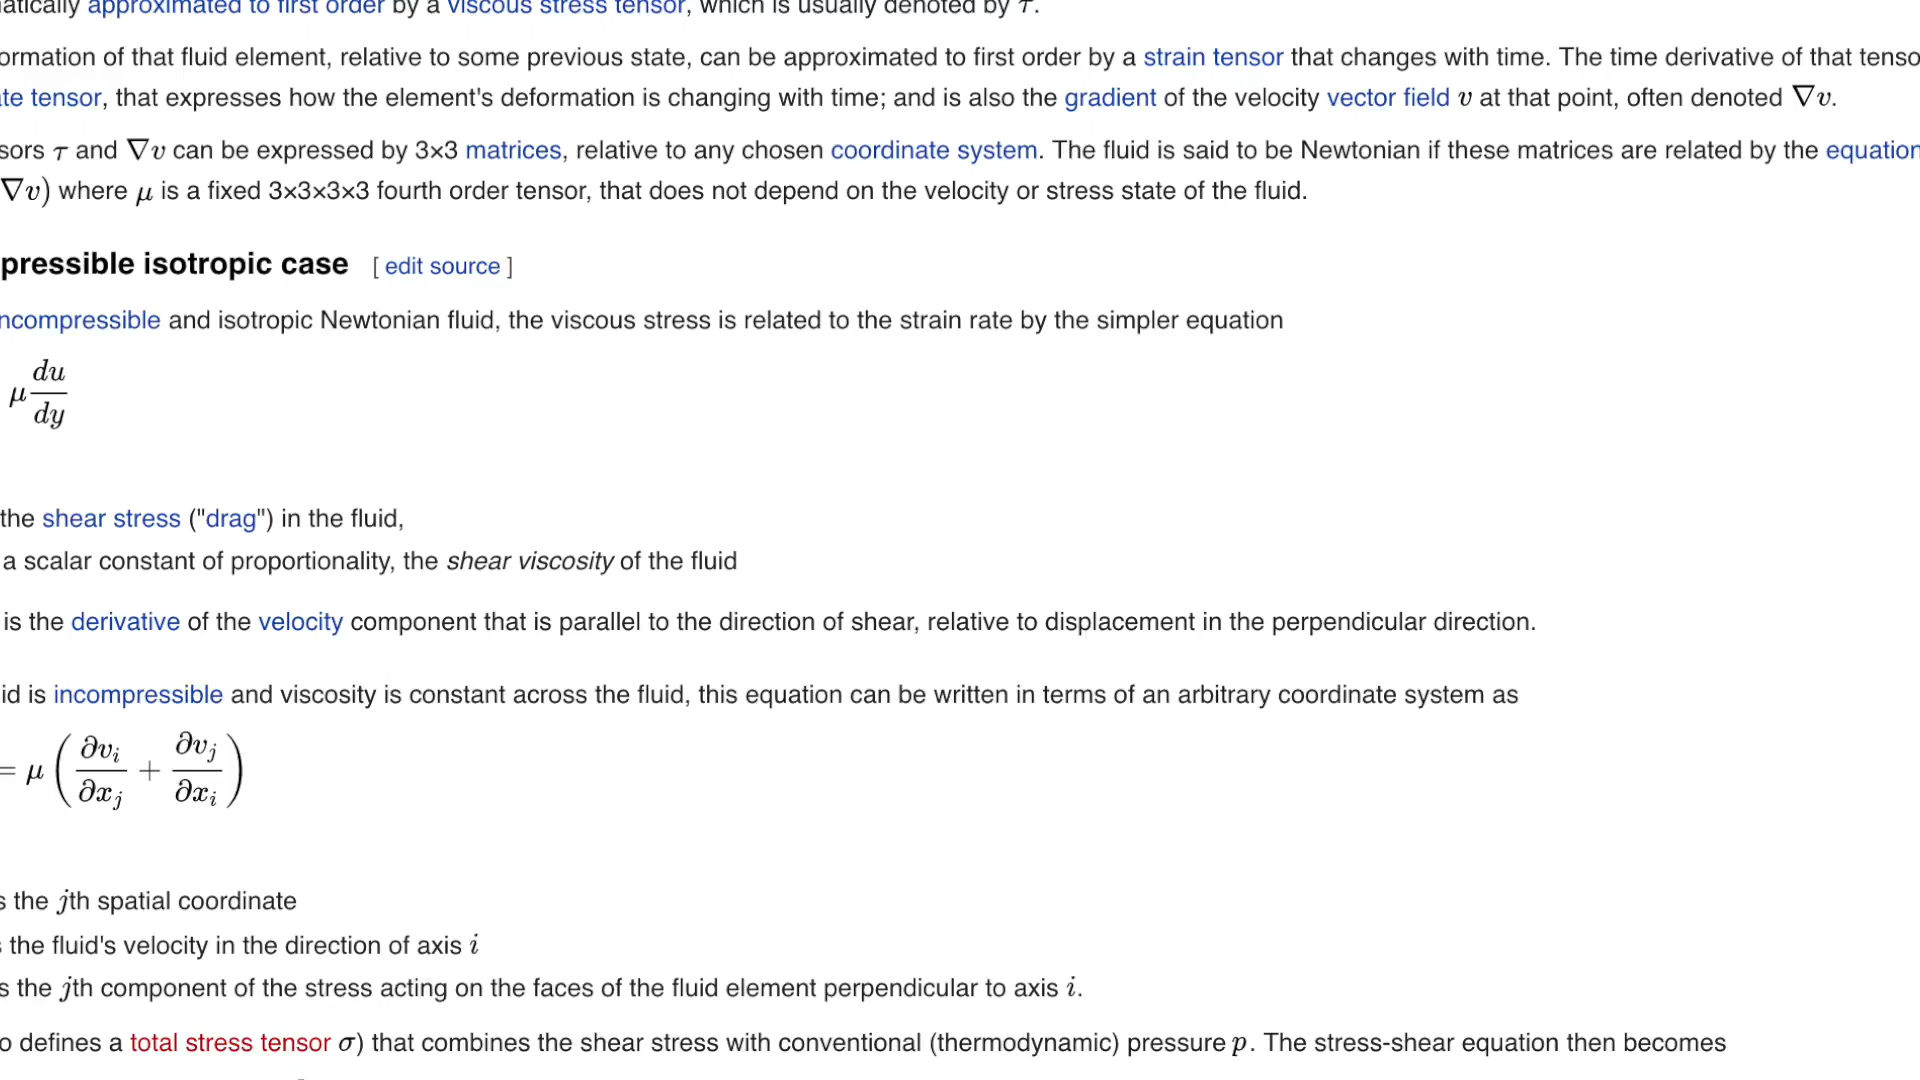 atically approximated to first order by a viscous stress tensor, which is usually denoted by τ.
ormation of that fluid element, relative to some previous state, can be approximated to first order by a strain tensor that changes with time. The time derivative of that tenso
te tensor, that expresses how the element's deformation is changing with time; and is also the gradient of the velocity vector field v at that point, often denoted ∇v.
sors τ and ∇v can be expressed by 3×3 matrices, relative to any chosen coordinate system. The fluid is said to be Newtonian if these matrices are related by the equation
∇v) where μ is a fixed 3×3×3×3 fourth order tensor, that does not depend on the velocity or stress state of the fluid.
pressible isotropic case [ edit source ]
ncompressible and isotropic Newtonian fluid, the viscous stress is related to the strain rate by the simpler equation
μ du/dy
the shear stress ("drag") in the fluid,
a scalar constant of proportionality, the shear viscosity of the fluid
is the derivative of the velocity component that is parallel to the direction of shear, relative to displacement in the perpendicular direction.
id is incompressible and viscosity is constant across the fluid, this equation can be written in terms of an arbitrary coordinate system as
= μ (∂v_i/∂x_j + ∂v_j/∂x_i)
s the jth spatial coordinate
s the fluid's velocity in the direction of axis i
s the jth component of the stress acting on the faces of the fluid element perpendicular to axis i.
o defines a total stress tensor σ) that combines the shear stress with conventional (thermodynamic) pressure p. The stress-shear equation then becomes